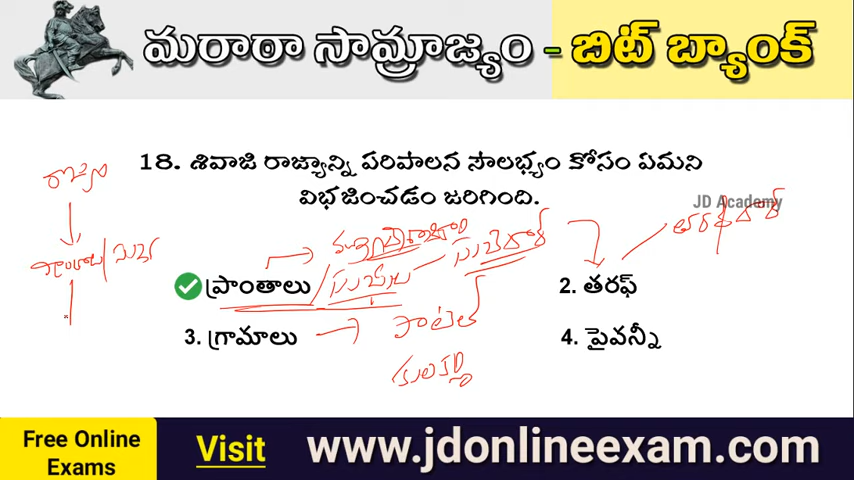 మరాఠా సామ్రాజ్యం - బిట్ బ్యాంక్
18. శివాజి రాజ్యాన్ని పరిపాలన సౌలభ్యం కోసం ఏమని
విభజించడం జరిగింది.
JD Academy
రాజ్యం
సుబేదార్
ప్రాంతాలు
2. తరఫ్
3. గ్రామాలు
4. పైవన్నీ
కులకర్ణి
Free Online
Exams
Visit
www.jdonlineexam.com